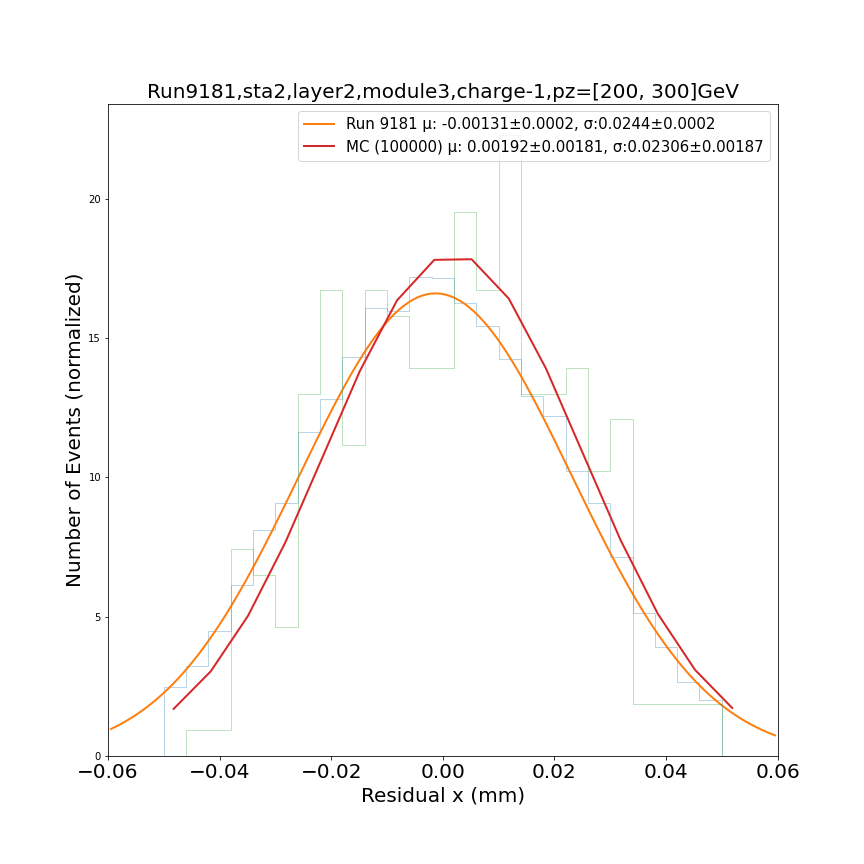 Run9181,sta2,layer2,module3,charge-1,pz=[200, 300]GeV
Run 9181 μ: -0.00131±0.0002, σ:0.0244±0.0002
MC (100000) μ: 0.00192±0.00181, σ:0.02306±0.00187
Number of Events (normalized)
20
15
10
5
0
−0.06 −0.04 −0.02 0.00 0.02 0.04 0.06
Residual x (mm)